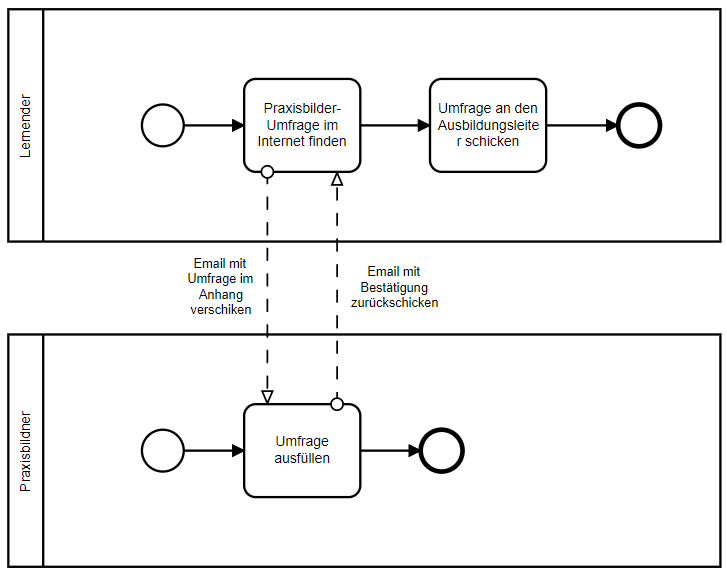 Lernender
Praxisbilder-
Umfrage im
Internet finden
Umfrage an den
Ausbildungsleite
r schicken
Email mit
Umfrage im
Anhang
verschiken
Email mit
Bestätigung
zurückschicken
Praxisbildner
Umfrage
ausfüllen